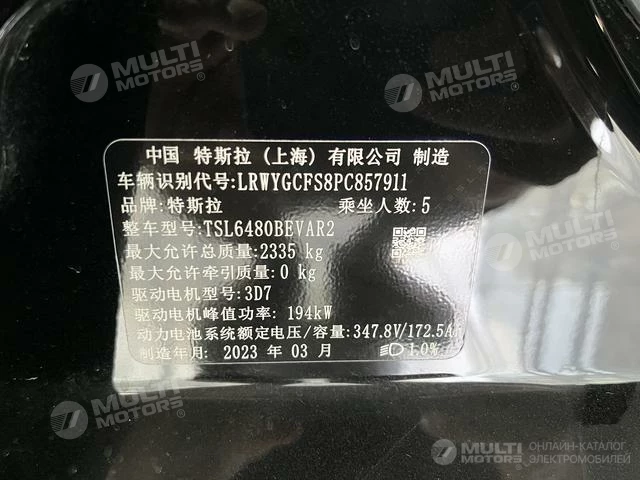 MULTI
MOTORS
MULTI
MOTORS
中国 特斯拉 (上海) 有限公司 制造
车辆识别代号:LRWYGCFS8PC857911
品牌:特斯拉 乘坐人数:5
整车型号:TSL6480BEVAR2
最大允许总质量:2335 kg
最大允许牵引质量:0 kg
驱动电机型号:3D7
驱动电机峰值功率: 194kW
动力电池系统额定电压/容量:347.8V/172.5A
制造年月: 2023 年 03 月 1.0%
MULTI
MOTORS
MULTI
MOTORS
ОНЛАЙН-КАТАЛОГ
ЭЛЕКТРОМОБИЛЕЙ